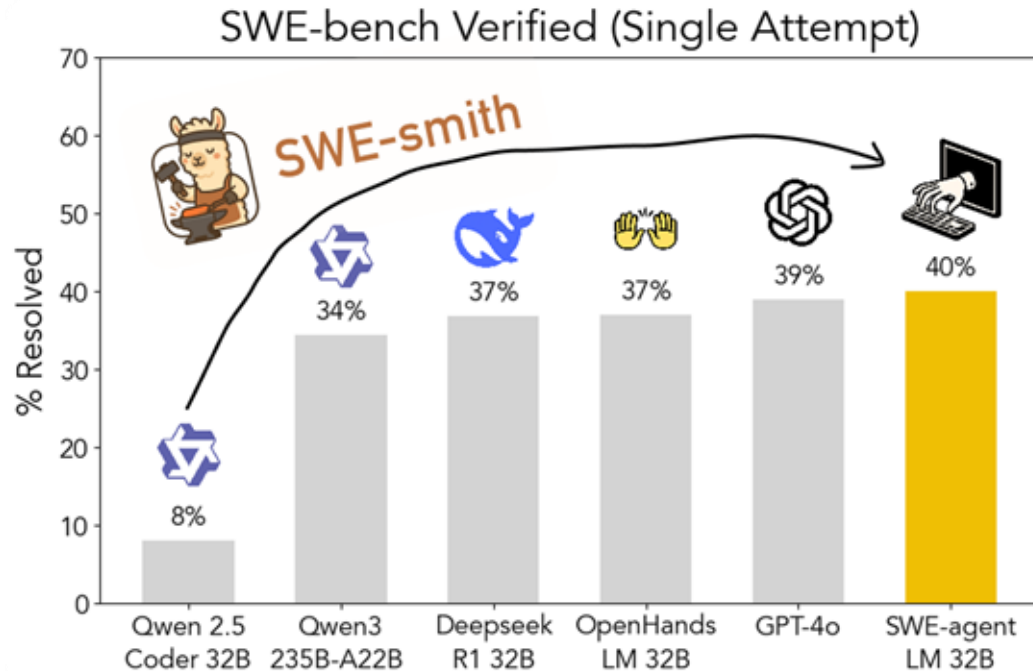 SWE-bench Verified (Single Attempt)
SWE-smith
% Resolved
70
60
50
40
30
20
10
0
8%
34%
37%
37%
39%
40%
Qwen 2.5
Coder 32B
Qwen3
235B-A22B
Deepseek
R1 32B
OpenHands
LM 32B
GPT-4o
SWE-agent
LM 32B